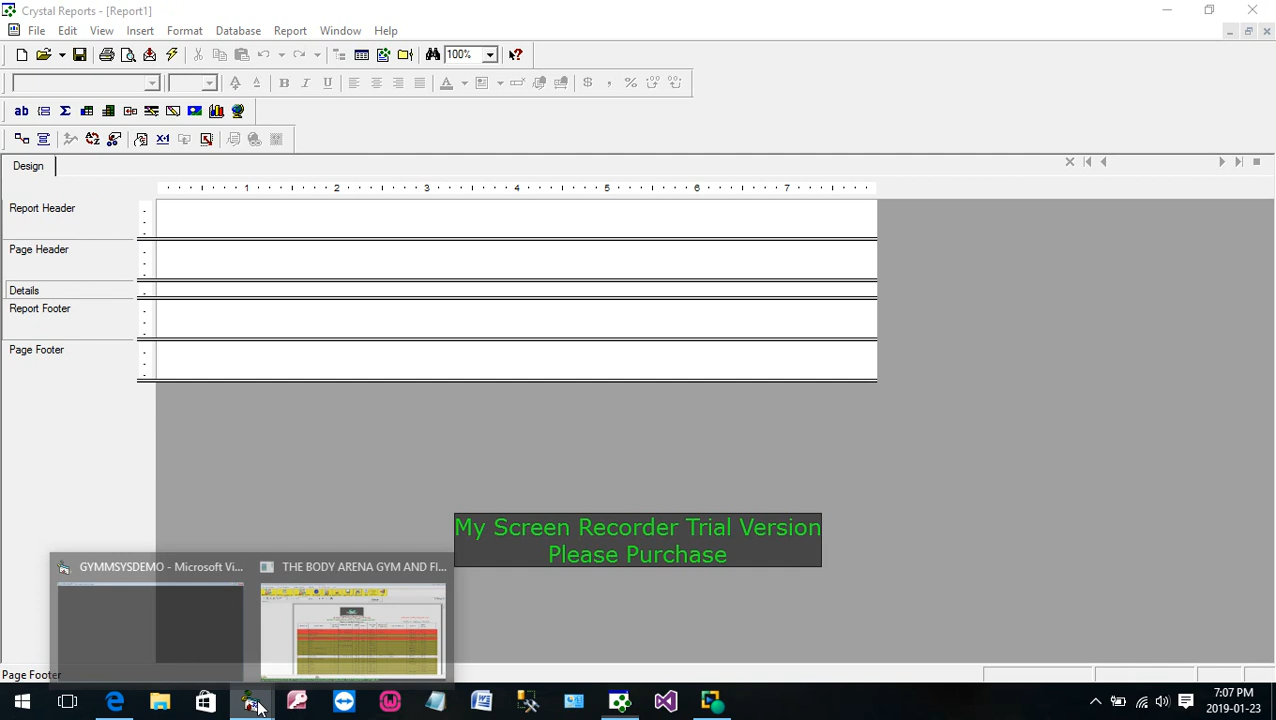 Crystal Reports - [Report1]
File Edit View Insert Format Database Report Window Help
100%
Design
1 2 3 4 5 6 7
Report Header
Page Header
Details
Report Footer
Page Footer
My Screen Recorder Trial Version
Please Purchase
GYMMSYSDEMO - Microsoft Vi... THE BODY ARENA GYM AND FI...
Page Footer
7:07 PM
2019-01-23